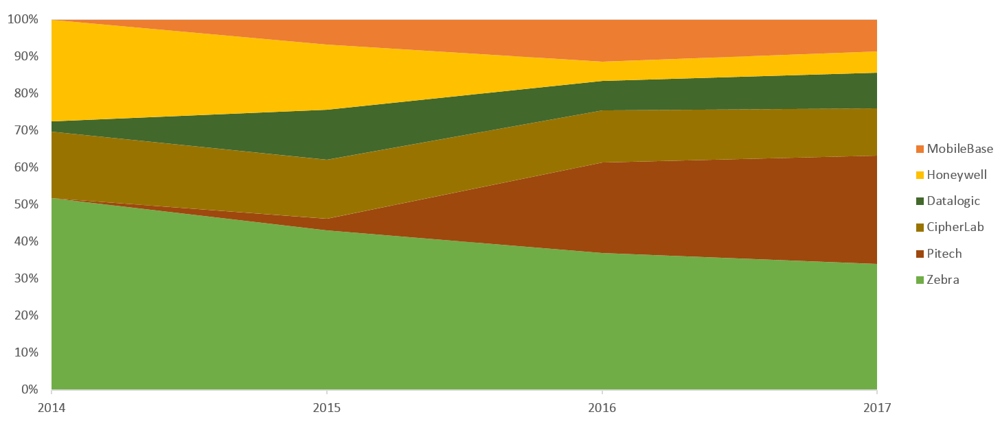 100%
90%
80%
70%
60%
50%
40%
30%
20%
10%
0%
2014 2015 2016 2017
MobileBase
Honeywell
Datalogic
CipherLab
Pitech
Zebra